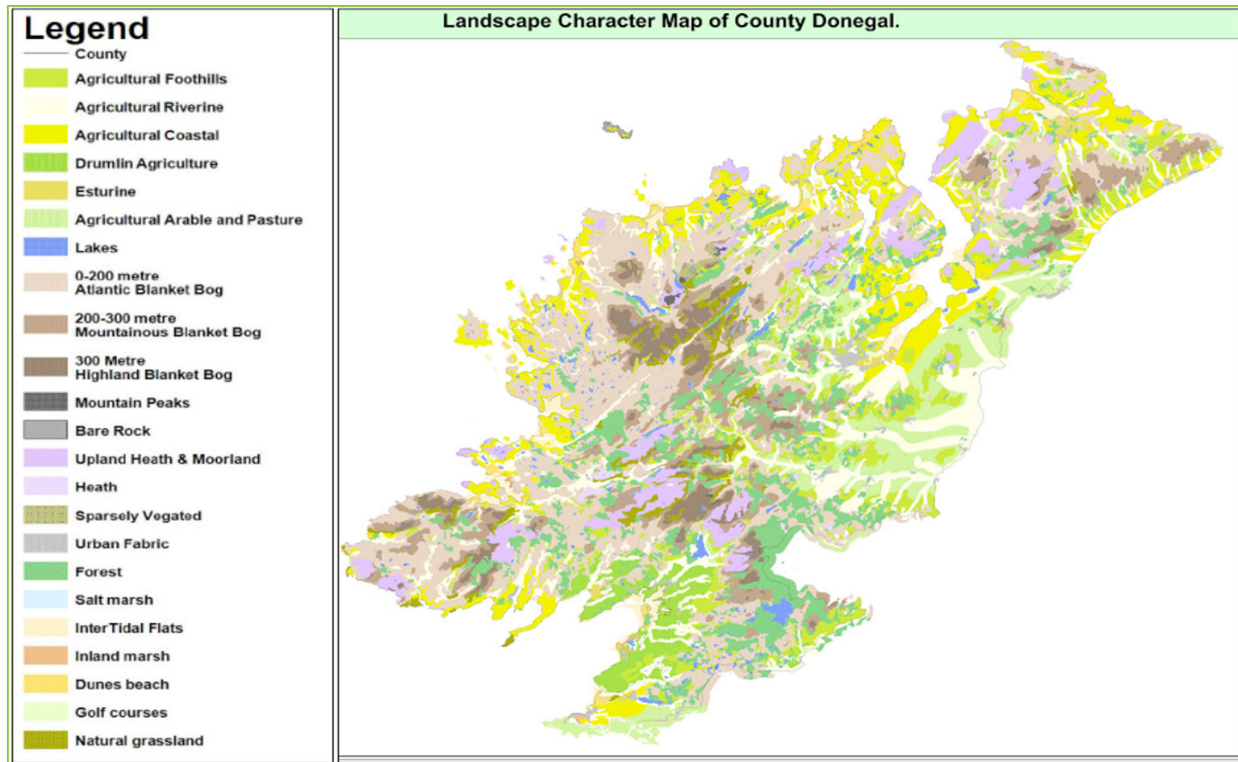 Legend
County
Agricultural Foothills
Agricultural Riverine
Agricultural Coastal
Drumlin Agriculture
Esturine
Agricultural Arable and Pasture
Lakes
0-200 metre
Atlantic Blanket Bog
200-300 metre
Mountainous Blanket Bog
300 Metre
Highland Blanket Bog
Mountain Peaks
Bare Rock
Upland Heath & Moorland
Heath
Sparsely Vegated
Urban Fabric
Forest
Salt marsh
InterTidal Flats
Inland marsh
Dunes beach
Golf courses
Natural grassland
Landscape Character Map of County Donegal.